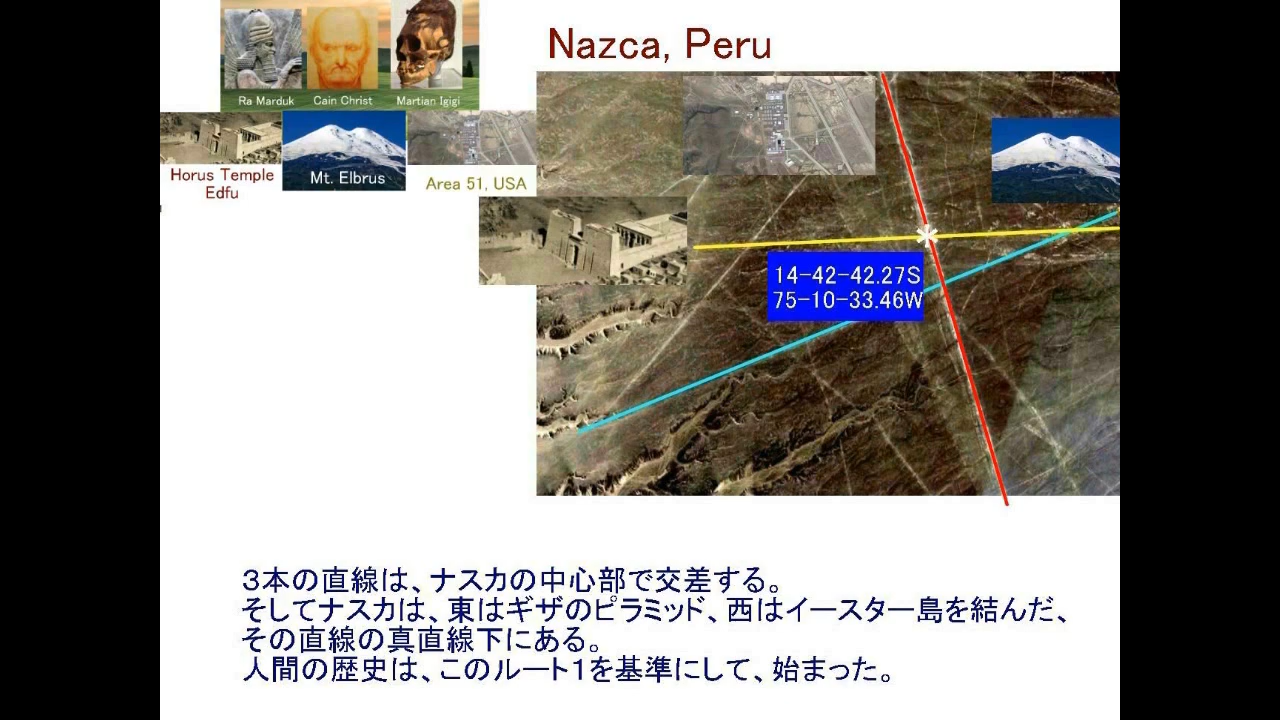 Nazca, Peru
Ra Marduk
Cain Christ
Martian Igigi
Horus Temple
Edfu
Mt. Elbrus
Area 51, USA
14-42-42.27S
75-10-33.46W
3本の直線は、ナスカの中心部で交差する。
そしてナスカは、東はギザのピラミッド、西はイースター島を結んだ、
その直線の真直線下にある。
人間の歴史は、このルート1を基準にして、始まった。